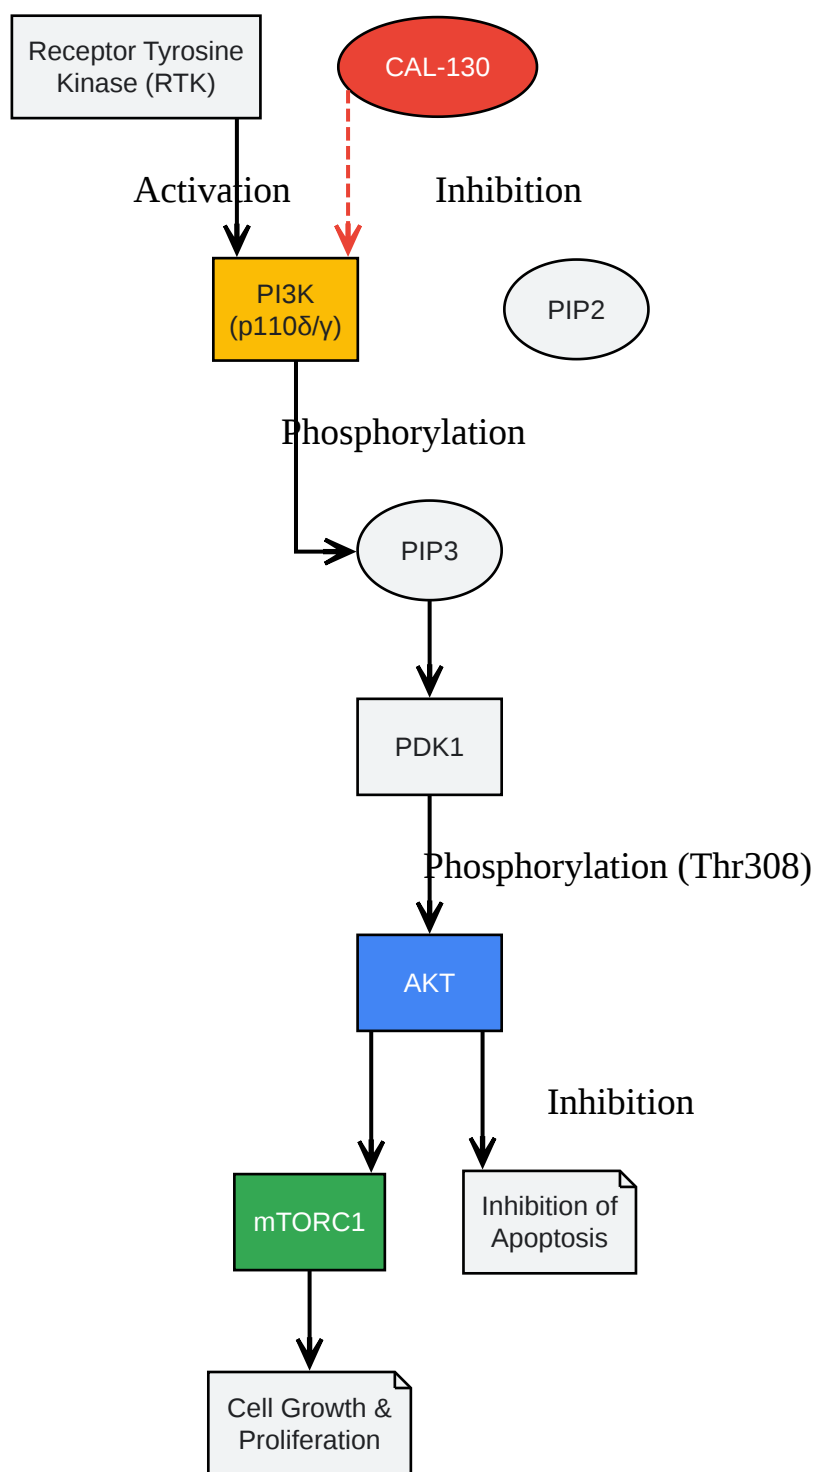 Receptor Tyrosine
Kinase (RTK)
CAL-130
Activation
Inhibition
PI3K
(p110δ/γ)
PIP2
Phosphorylation
PIP3
PDK1
Phosphorylation (Thr308)
AKT
Inhibition
mTORC1
Inhibition of
Apoptosis
Cell Growth &
Proliferation